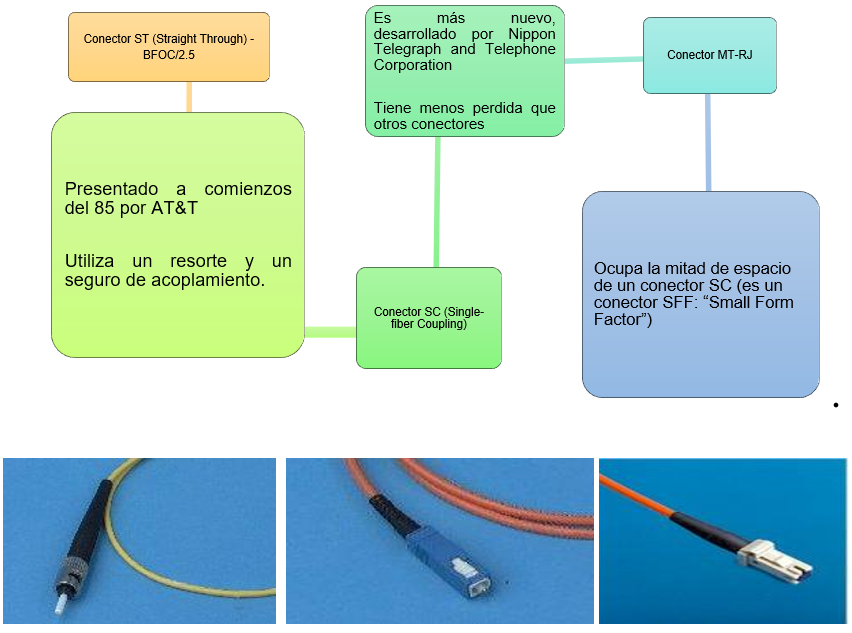 Conector ST (Straight Through) -
BFOC/2.5
Presentado a comienzos
del 85 por AT&T
Utiliza un resorte y un
seguro de acoplamiento.
Conector SC (Single-
fiber Coupling)
Es más nuevo,
desarrollado por Nippon
Telegraph and Telephone
Corporation
Tiene menos perdida que
otros conectores
Conector MT-RJ
Ocupa la mitad de espacio
de un conector SC (es un
conector SFF: “Small Form
Factor”)